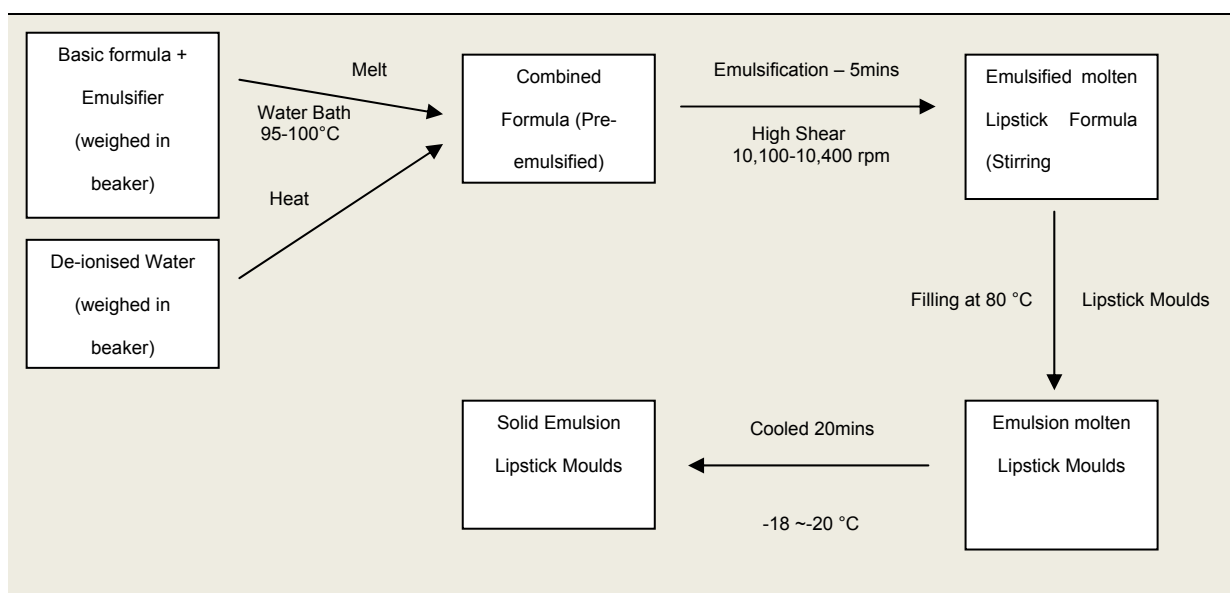 Basic formula +
Emulsifier
(weighed in
beaker)
Melt
Water Bath
95-100°C
Heat
De-ionised Water
(weighed in
beaker)
Combined
Formula (Pre-
emulsified)
Emulsification – 5mins
High Shear
10,100-10,400 rpm
Emulsified molten
Lipstick Formula
(Stirring
Filling at 80 °C
Lipstick Moulds
Emulsion molten
Lipstick Moulds
Cooled 20mins
-18 ~-20 °C
Solid Emulsion
Lipstick Moulds